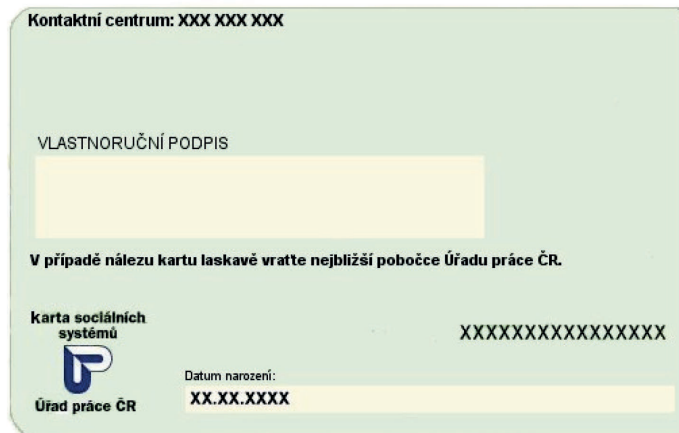 Kontaktní centrum: XXX XXX XXX
VLASTNORUČNÍ PODPIS
V případě nálezu kartu laskavě vraťte nejbližší pobočce Úřadu práce ČR.
Karta sociálních
systémů
XXXXXXXXXXXXXXXX
Datum narození:
XX.XX.XXXX
Úřad práce ČR